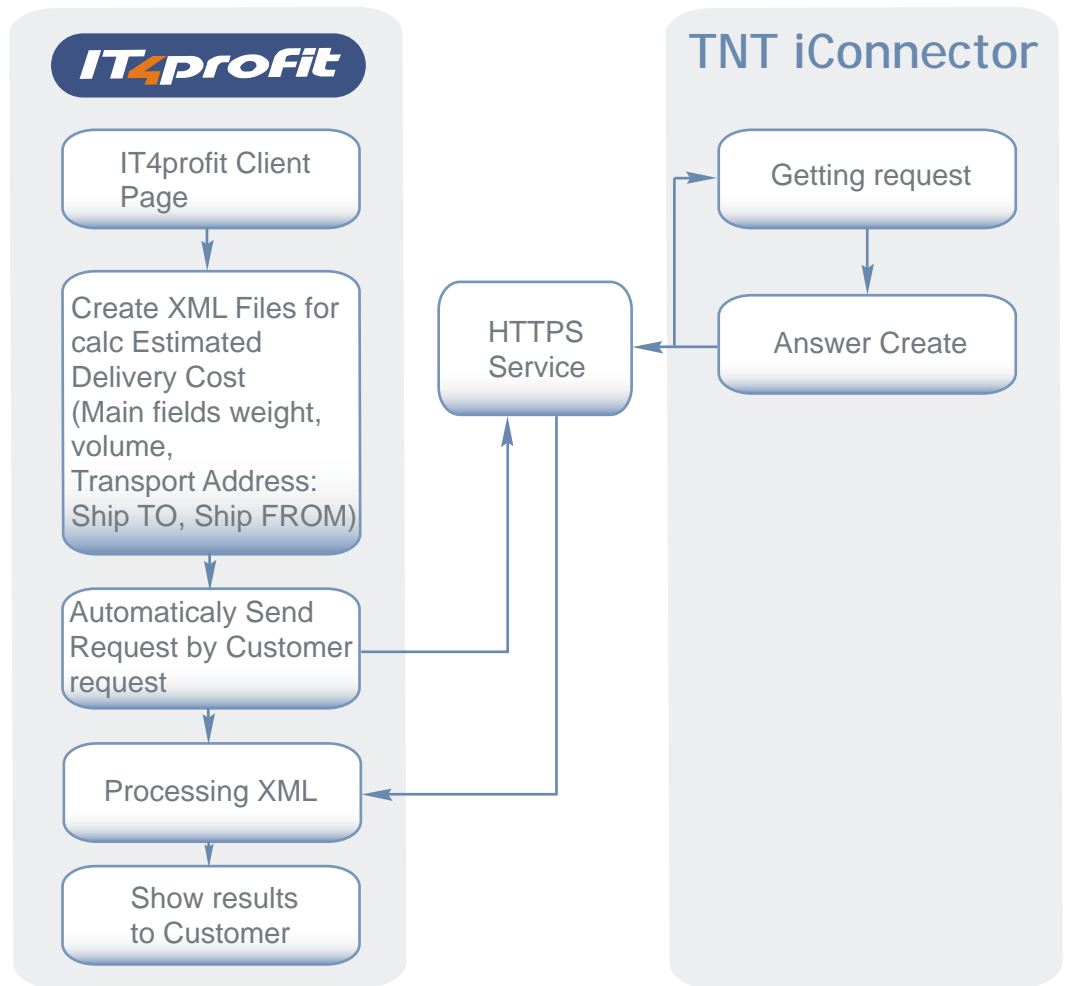 IT4profit
IT4profit Client
Page
Create XML Files for
calc Estimated
Delivery Cost
(Main fields weight,
volume,
Transport Address:
Ship TO, Ship FROM)
Automaticaly Send
Request by Customer
request
Processing XML
Show results
to Customer
HTTPS
Service
TNT iConnector
Getting request
Answer Create